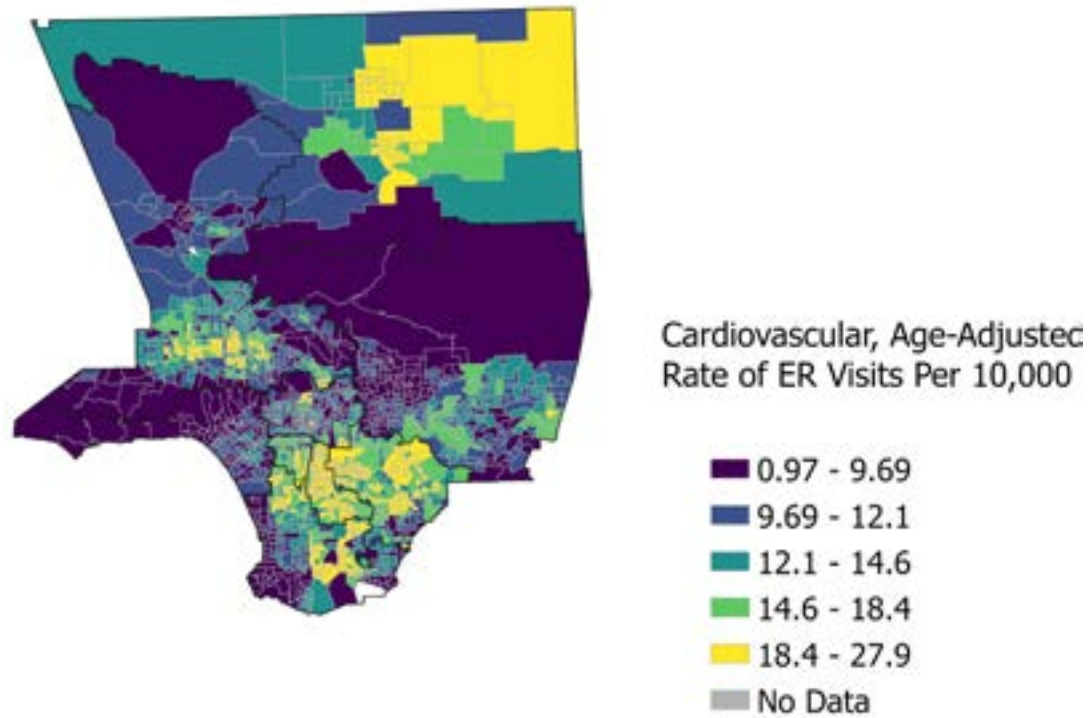 Cardiovascular, Age-Adjusted
Rate of ER Visits Per 10,000
0.97 - 9.69
9.69 - 12.1
12.1 - 14.6
14.6 - 18.4
18.4 - 27.9
No Data